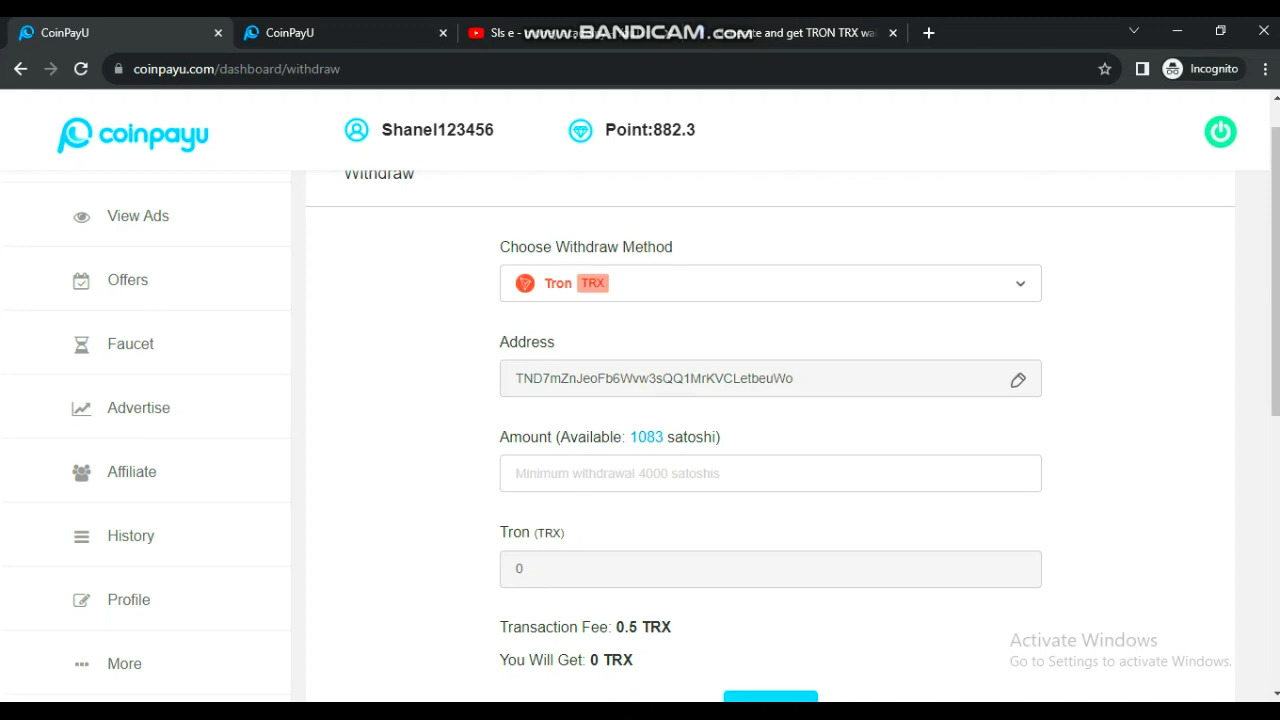 CoinPayU
CoinPayU
Sls e -
www.BANDICAM.com
and get TRON TRX wa
coinpayu.com/dashboard/withdraw
Incognito
coinpayu
Shanel123456
Point:882.3
Withdraw
View Ads
Offers
Faucet
Advertise
Affiliate
History
Profile
More
Choose Withdraw Method
Tron TRX
Address
TND7mZnJeoFb6Wvw3sQQ1MrKVCLetbeuWo
Amount (Available: 1083 satoshi)
Minimum withdrawal 4000 satoshis
Tron (TRX)
0
Transaction Fee: 0.5 TRX
You Will Get: 0 TRX
Activate Windows
Go to Settings to activate Windows.